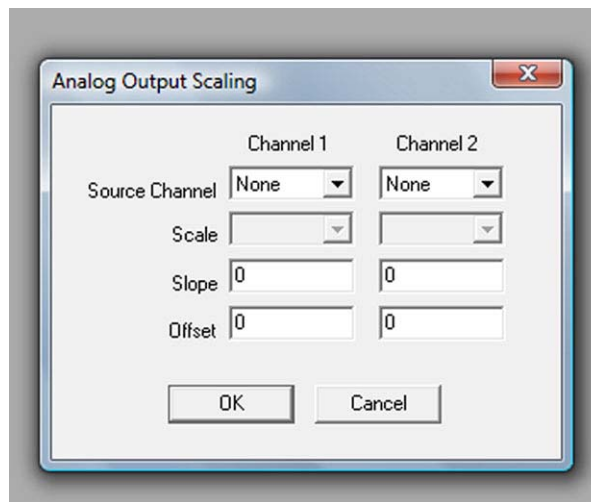 Analog Output Scaling
Channel 1 Channel 2
Source Channel None None
Scale
Slope 0 0
Offset 0 0
OK Cancel